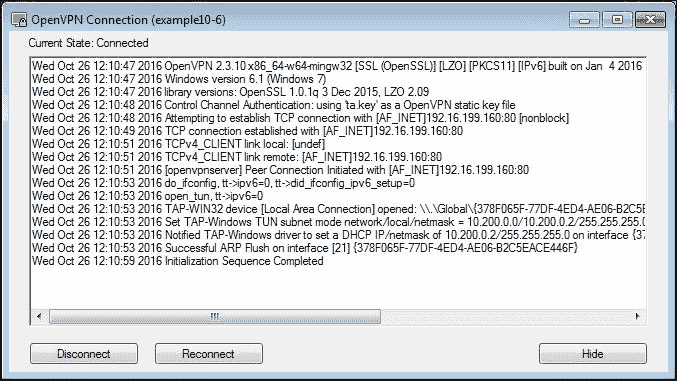 OpenVPN Connection (example10-6)
Current State: Connected
Wed Oct 26 12:10:47 2016 OpenVPN 2.3.10 x86_64-w64-mingw32 [SSL (OpenSSL)] [LZO] [PKCS11] [IPv6] built on Jan 4 2016
Wed Oct 26 12:10:47 2016 Windows version 6.1 (Windows 7)
Wed Oct 26 12:10:47 2016 library versions: OpenSSL 1.0.1q 3 Dec 2015, LZO 2.09
Wed Oct 26 12:10:48 2016 Control Channel Authentication: using 'ta.key' as a OpenVPN static key file
Wed Oct 26 12:10:48 2016 Attempting to establish TCP connection with [AF_INET]192.16.199.160:80 [nonblock]
Wed Oct 26 12:10:49 2016 TCP connection established with [AF_INET]192.16.199.160:80
Wed Oct 26 12:10:51 2016 TCPv4_CLIENT link local: [undef]
Wed Oct 26 12:10:51 2016 TCPv4_CLIENT link remote: [AF_INET]192.16.199.160:80
Wed Oct 26 12:10:51 2016 [openvpnserver] Peer Connection Initiated with [AF_INET]192.16.199.160:80
Wed Oct 26 12:10:53 2016 do_ifconfig, tt->ipv6=0, tt->did_ifconfig_ipv6_setup=0
Wed Oct 26 12:10:53 2016 open_tun, tt->ipv6=0
Wed Oct 26 12:10:53 2016 TAP-WIN32 device [Local Area Connection] opened: \\.\Global\{378F065F-77DF-4ED4-AE06-B2C5E
Wed Oct 26 12:10:53 2016 Set TAP-Windows TUN subnet mode network/local/netmask = 10.200.0.0/10.200.0.2/255.255.255.0
Wed Oct 26 12:10:53 2016 Notified TAP-Windows driver to set a DHCP IP/netmask of 10.200.0.2/255.255.255.0 on interface {37
Wed Oct 26 12:10:53 2016 Successful ARP Flush on interface [21] {378F065F-77DF-4ED4-AE06-B2C5EACE446F}
Wed Oct 26 12:10:59 2016 Initialization Sequence Completed
Disconnect
Reconnect
Hide